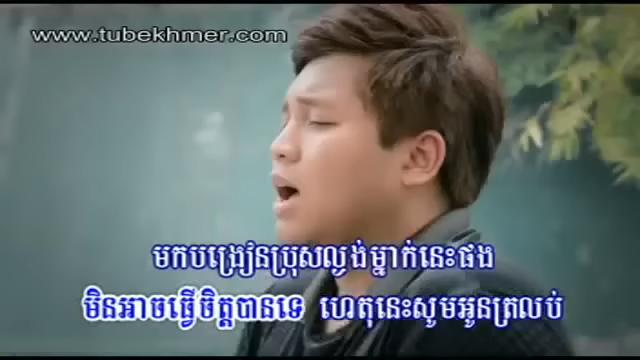 www.tubekhmer.com
មកបង្រៀនប្រុសល្ងង់ម្នាក់នេះផង
មិនអាចធ្វើចិត្តបានទេ ហេតុនេះសូមអូនត្រលប់